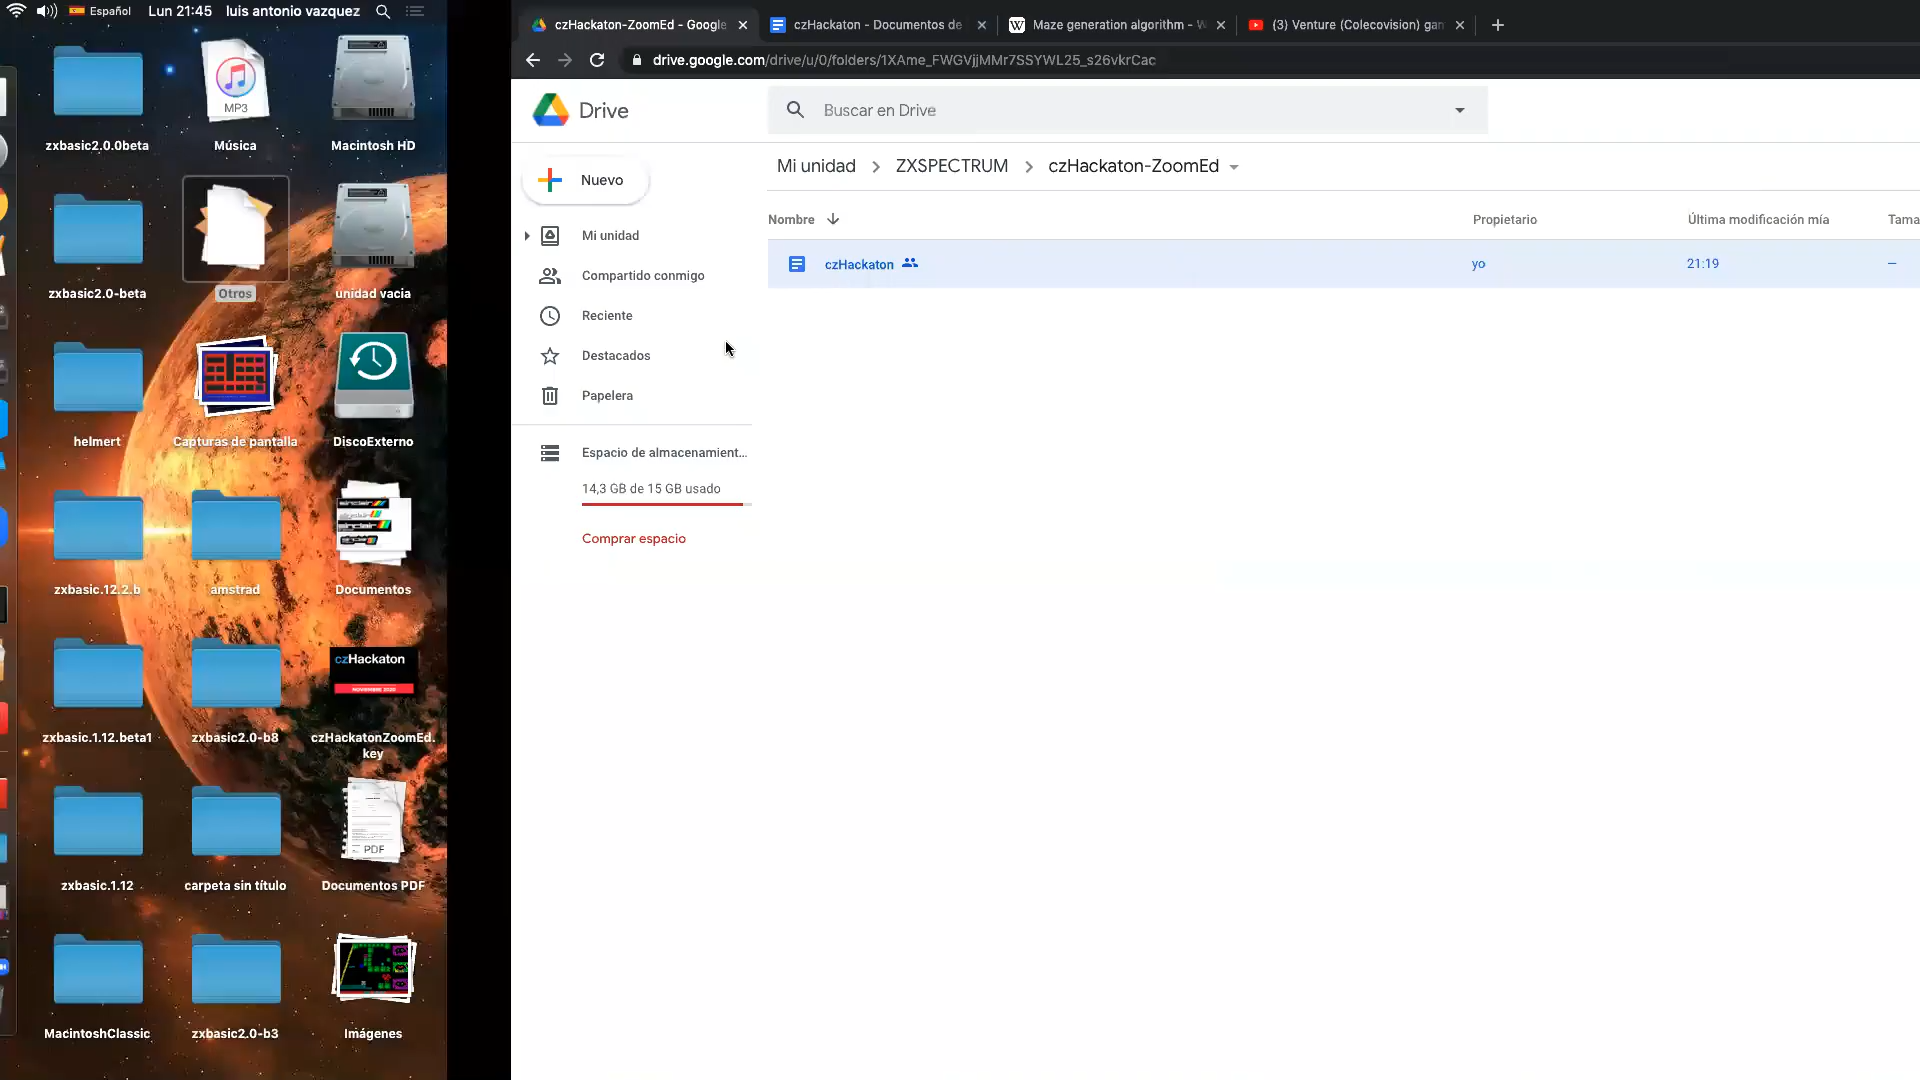 Español
Lun 21:45
luis antonio vazquez
zxbasic2.0.0beta
MP3
Música
Macintosh HD
zxbasic2.0-beta
Otros
unidad vacia
helmert
Capturas de pantalla
DiscoExterno
zxbasic.12.2.b
amstrad
Documentos
zxbasic.1.12.beta1
zxbasic2.0-b8
czHackaton
NOVIEMBRE 2020
czHackatonZoomEd.
key
zxbasic.1.12
carpeta sin título
PDF
Documentos PDF
MacintoshClassic
zxbasic2.0-b3
Imágenes
czHackaton-ZoomEd - Google
czHackaton - Documentos de
Maze generation algorithm - W
(3) Venture (Colecovision) gam
drive.google.com/drive/u/0/folders/1XAme_FWGVjjMMr7SSYWL25_s26vkrCac
Drive
Buscar en Drive
Nuevo
Mi unidad
Compartido conmigo
Reciente
Destacados
Papelera
Espacio de almacenamient...
14,3 GB de 15 GB usado
Comprar espacio
Mi unidad
ZXSPECTRUM
czHackaton-ZoomEd
Nombre
Propietario
Última modificación mía
Tama
czHackaton
yo
21:19
—